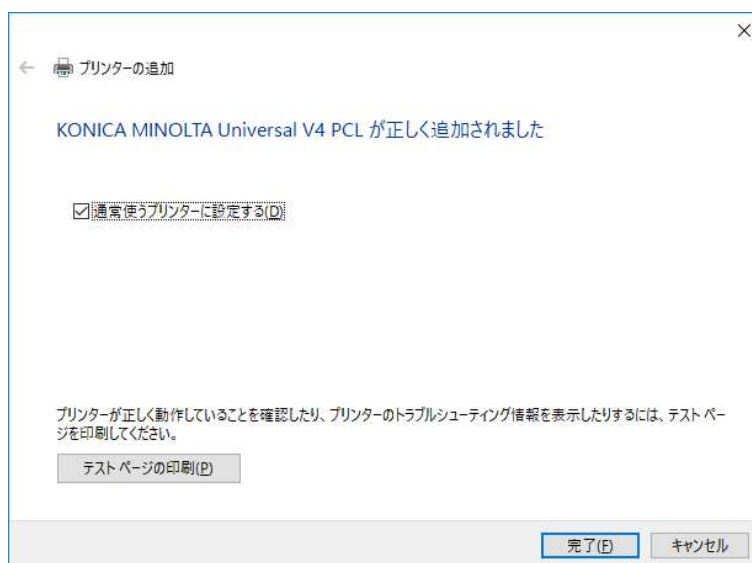 プリンターの追加
KONICA MINOLTA Universal V4 PCL が正しく追加されました
通常使うプリンターに設定する(D)
プリンターが正しく動作していることを確認したり、プリンターのトラブルシューティング情報を表示したりするには、テスト ペー
ジを印刷してください。
テスト ページの印刷(P)
完了(F) キャンセル